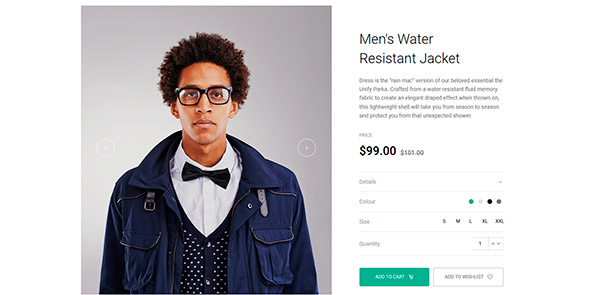 Men's Water
Resistant Jacket
Dress is the "rain mac" version of our beloved essential the
Unify Parka. Crafted from a water resistant fluid memory
fabric to create an elegant draped effect when thrown on,
this lightweight shell will take you from season to season
and protect you from that unexpected shower.
PRICE
$99.00 $101.00
Details
Colour
Size S M L XL XXL
Quantity 1
ADD TO CART ADD TO WISHLIST